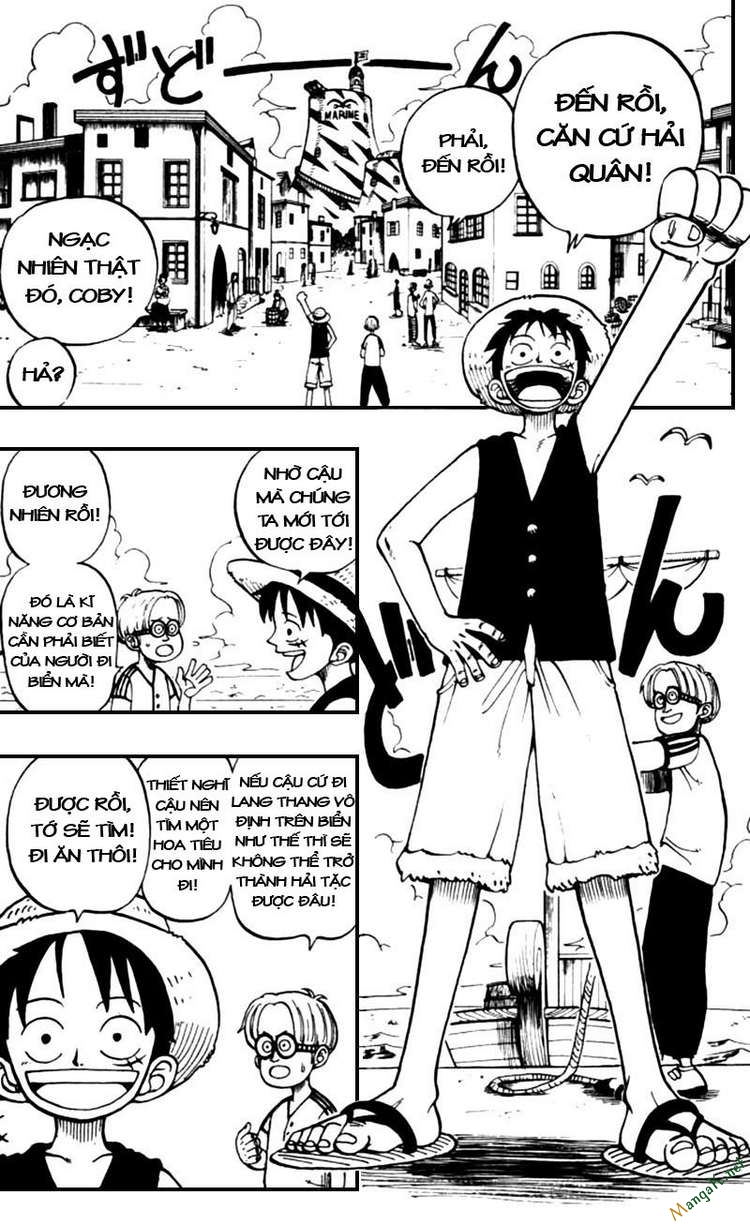 ずどーん
MARINE
ĐẾN RỒI,
CĂN CỨ HẢI
QUÂN!
PHẢI,
ĐẾN RỒI!
NGẠC
NHIÊN THẬT
ĐÓ, COBY!
HẢ?
NHỜ CẬU
MÀ CHÚNG
TA MỚI TỚI
ĐƯỢC ĐÂY!
ĐƯƠNG
NHIÊN RỒI!
ĐÓ LÀ KĨ
NĂNG CƠ BẢN
CẦN PHẢI BIẾT
CỦA NGƯỜI ĐI
BIỂN MÀ!
NẾU CẬU CỨ ĐI
LANG THANG VÔ
ĐỊNH TRÊN BIỂN
NHƯ THẾ THÌ SẼ
KHÔNG THỂ TRỞ
THÀNH HẢI TẶC
ĐƯỢC ĐÂU!
THIẾT NGHĨ
CẬU NÊN
TÌM MỘT
HOA TIÊU
CHO MÌNH
ĐI!
ĐƯỢC RỒI,
TỚ SẼ TÌM!
ĐI ĂN THÔI!